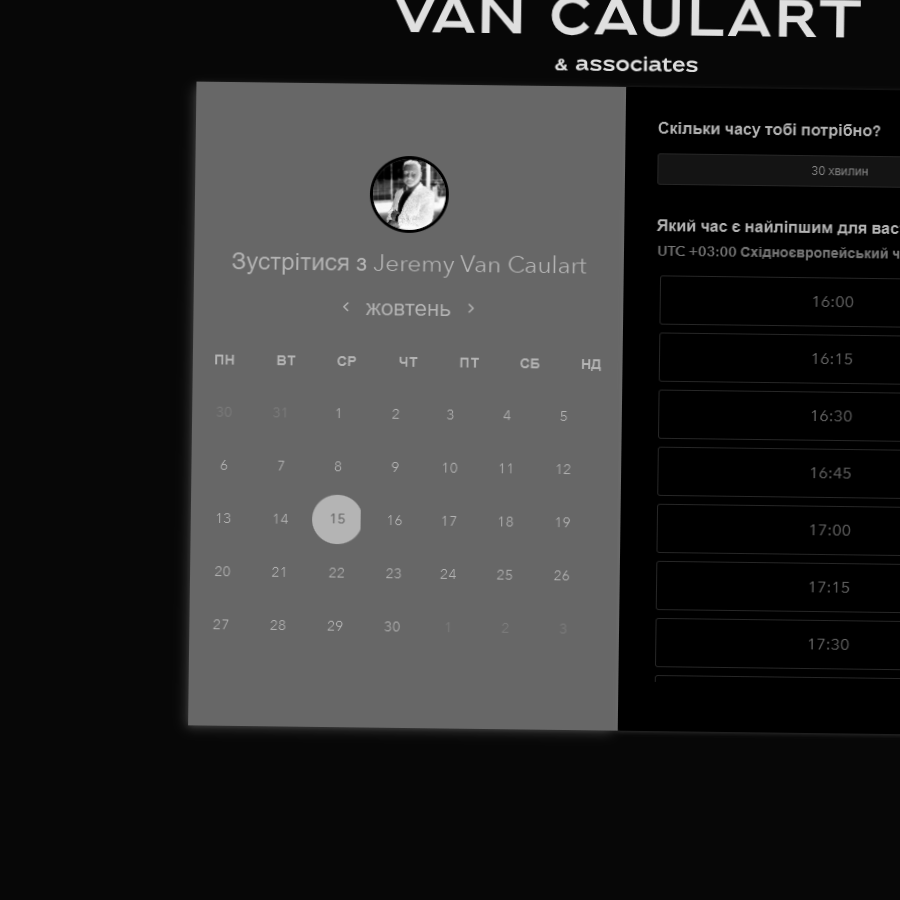 VAN CAULART
& associates
Зустрітися з Jeremy Van Caulart
жовтень
ПН ВТ СР ЧТ ПТ СБ НД
30 31 1 2 3 4 5
6 7 8 9 10 11 12
13 14 15 16 17 18 19
20 21 22 23 24 25 26
27 28 29 30 1 2 3
Скільки часу тобі потрібно?
30 хвилин
Який час є найліпшим для вас
UTC +03:00 Східноєвропейський
16:00
16:15
16:30
16:45
17:00
17:15
17:30